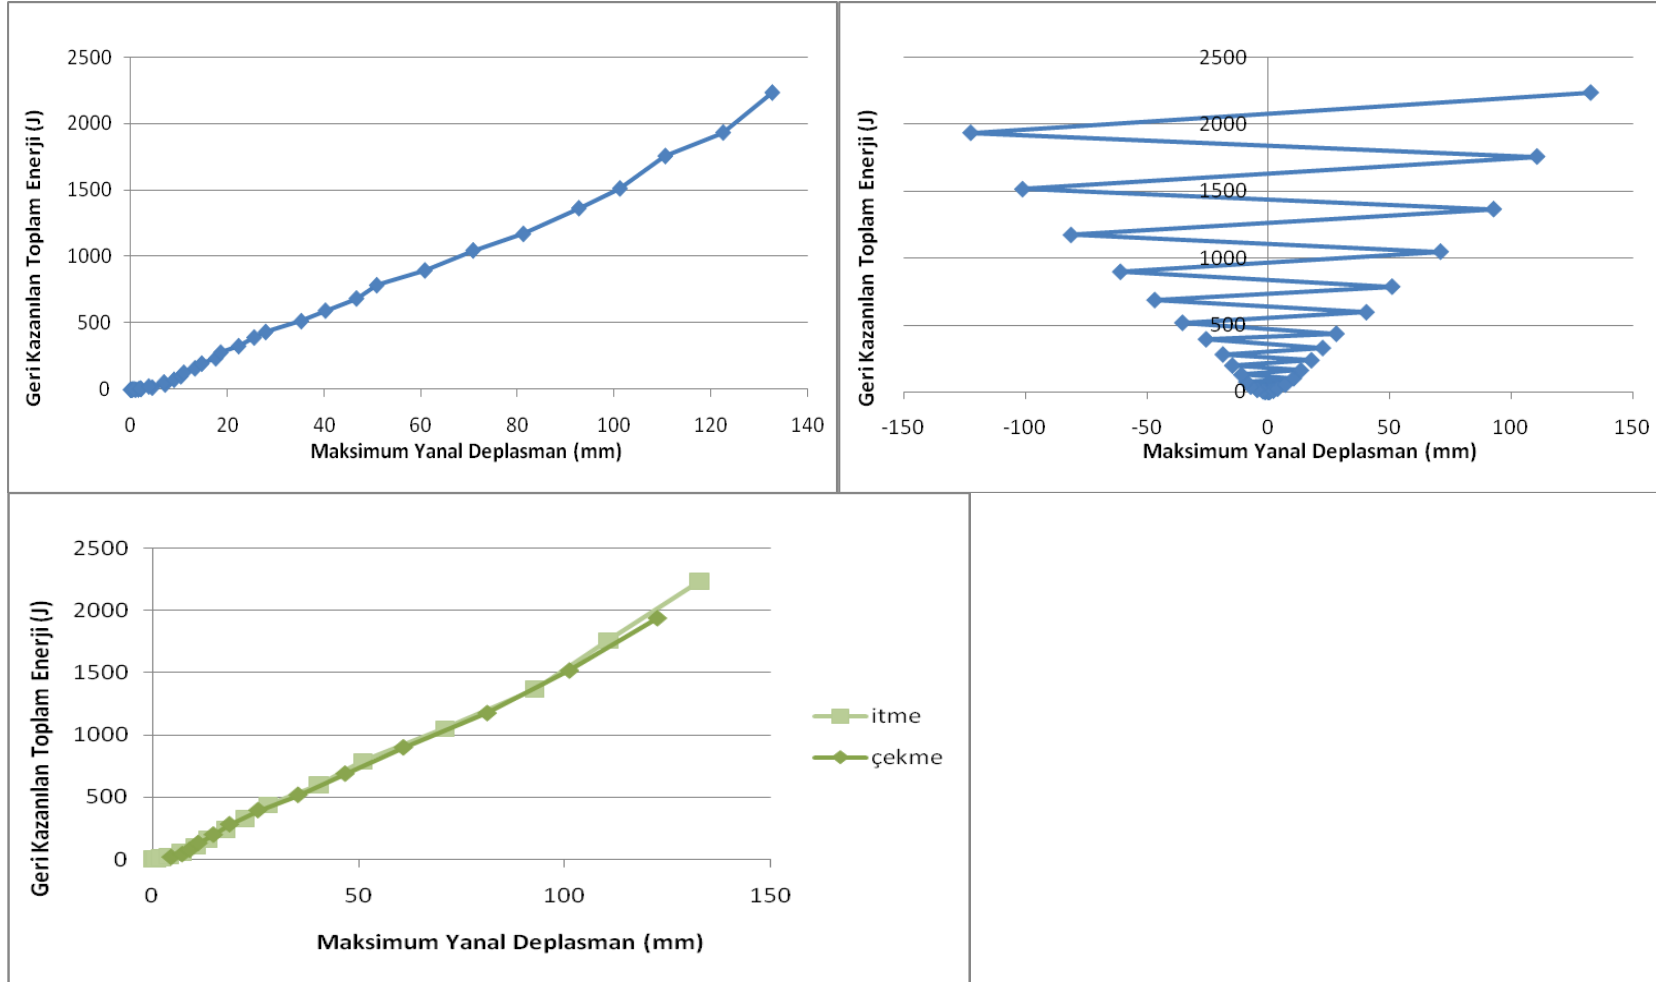 2500
2000
1500
1000
500
0
0 20 40 60 80 100 120 140
Geri Kazanılan Toplam Enerji (J)
Maksimum Yanal Deplasman (mm)
2500
2000
1500
1000
500
0
-150 -100 -50 0 50 100 150
Geri Kazanılan Toplam Enerji (J)
Maksimum Yanal Deplasman (mm)
2500
2000
1500
1000
500
0
0 50 100 150
Geri Kazanılan Toplam Enerji (J)
Maksimum Yanal Deplasman (mm)
itme
çekme